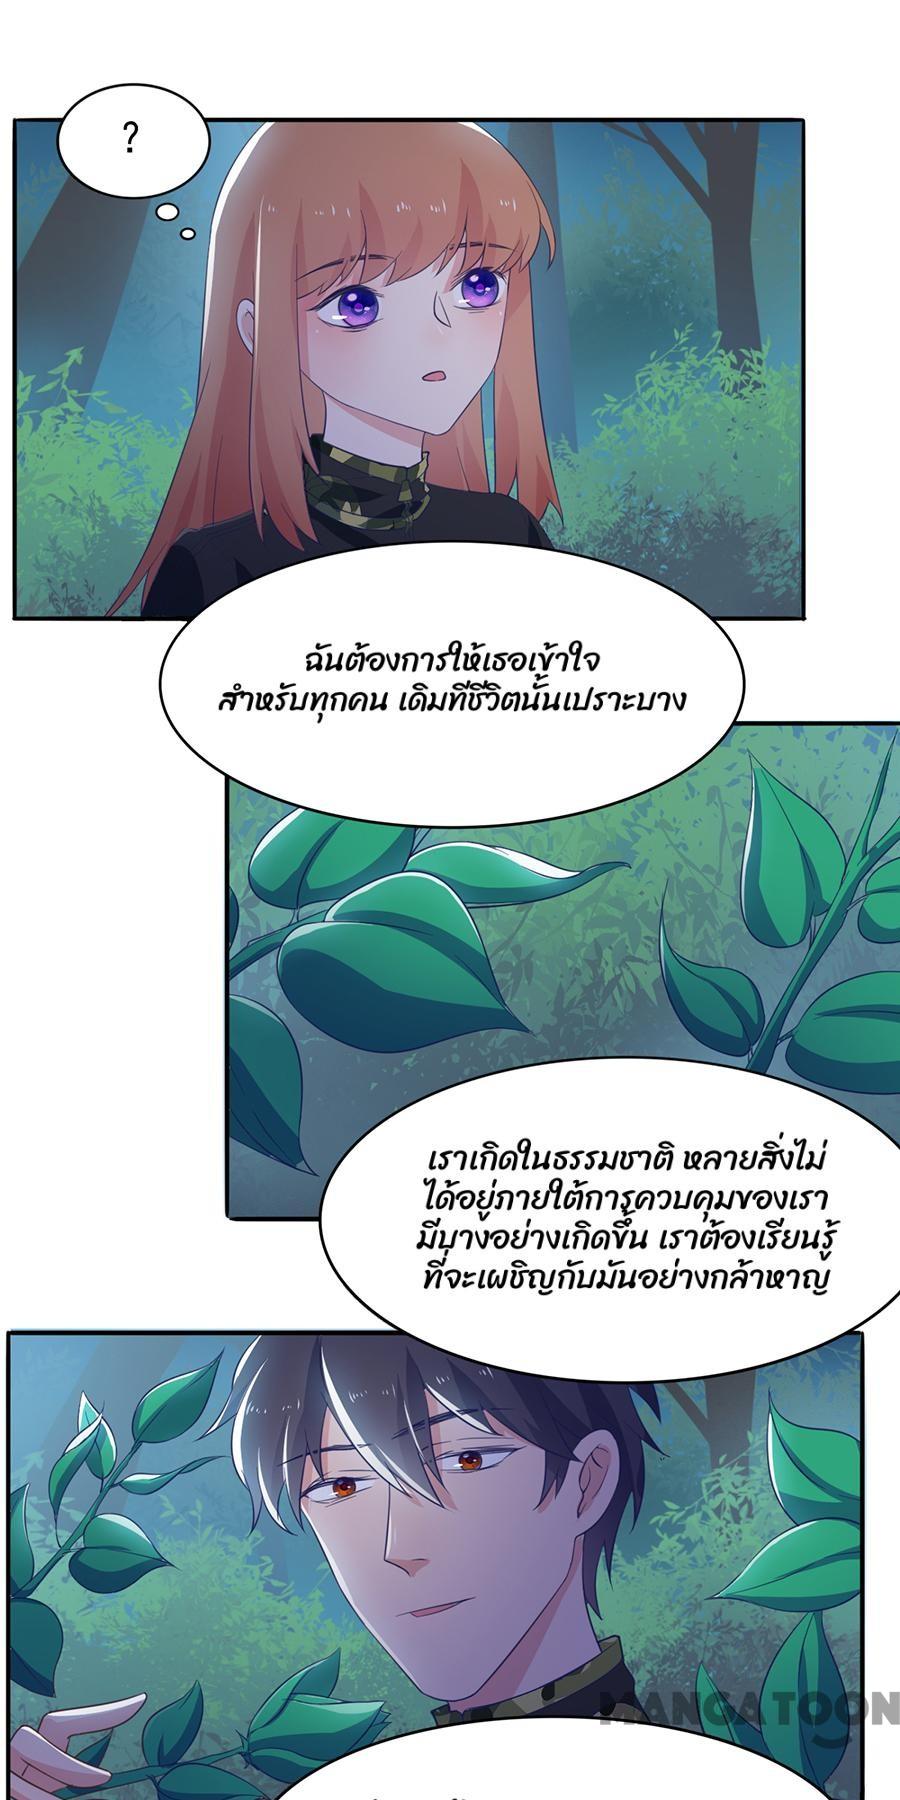 ?
ฉันต้องการให้เธอเข้าใจ
สำหรับทุกคน เดิมทีชีวิตนั้นเปราะบาง
เราเกิดในธรรมชาติ หลายสิ่งไม่
ได้อยู่ภายใต้การควบคุมของเรา
มีบางอย่างเกิดขึ้น เราต้องเรียนรู้
ที่จะเผชิญกับมันอย่างกล้าหาญ
MANGATOON